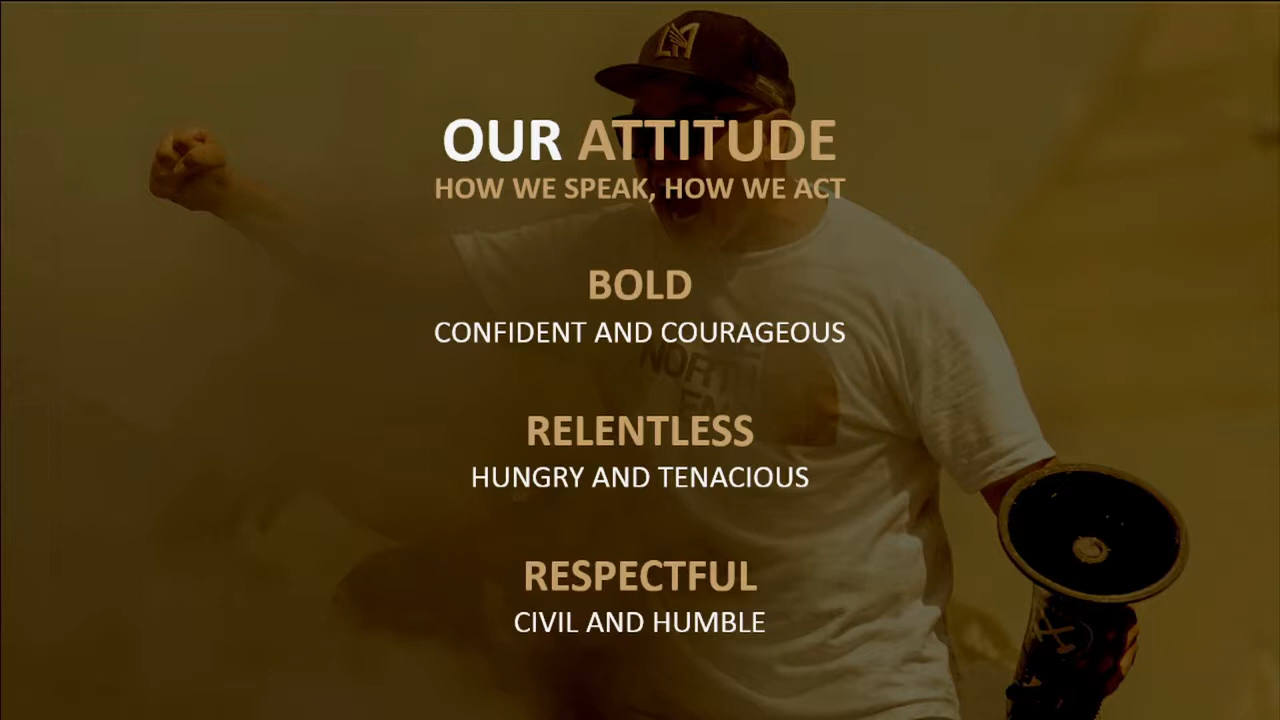 OUR ATTITUDE
HOW WE SPEAK, HOW WE ACT
BOLD
CONFIDENT AND COURAGEOUS
NORTH
RELENTLESS
HUNGRY AND TENACIOUS
RESPECTFUL
CIVIL AND HUMBLE